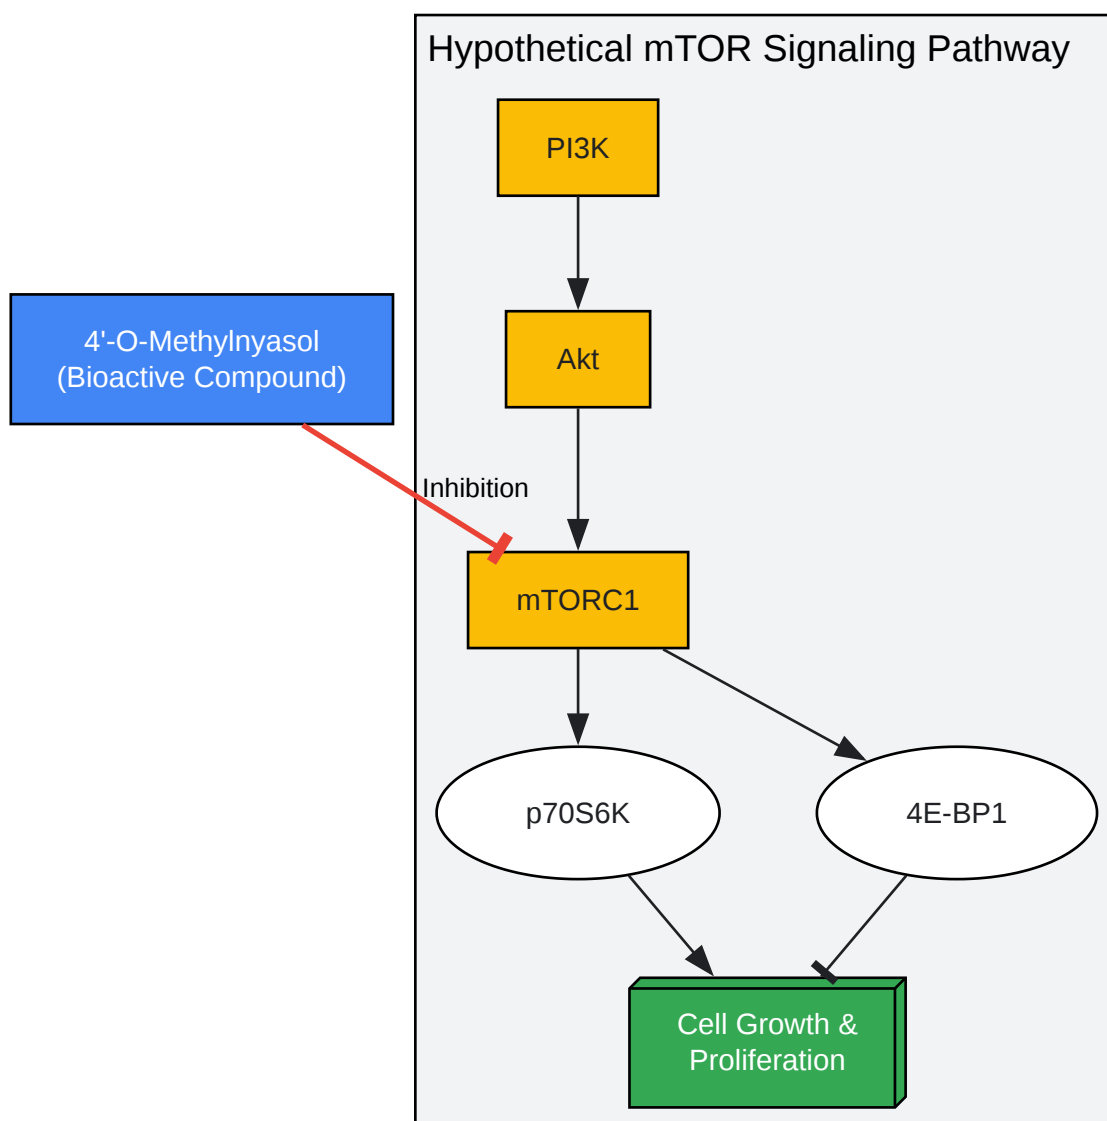 Hypothetical mTOR Signaling Pathway
PI3K
4'-O-Methylnyasol
(Bioactive Compound)
Akt
Inhibition
mTORC1
p70S6K
4E-BP1
Cell Growth &
Proliferation